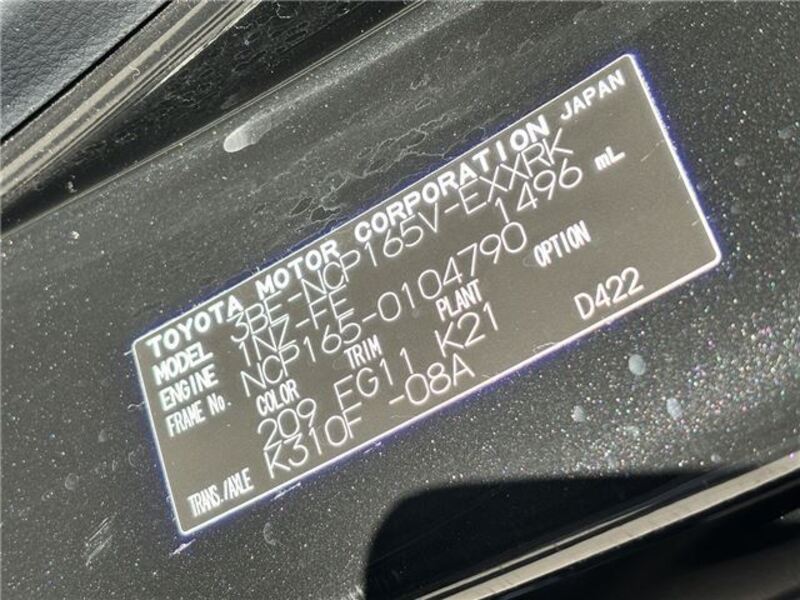 TOYOTA MOTOR CORPORATION JAPAN
MODEL 3BE-NCP165V-EXXRK
ENGINE 1NZ-FE 1496 mL
FRAME No. NCP165-0104790
COLOR TRIM PLANT OPTION
209 FG11 K21
TRANS./AXLE K310F -08A D422